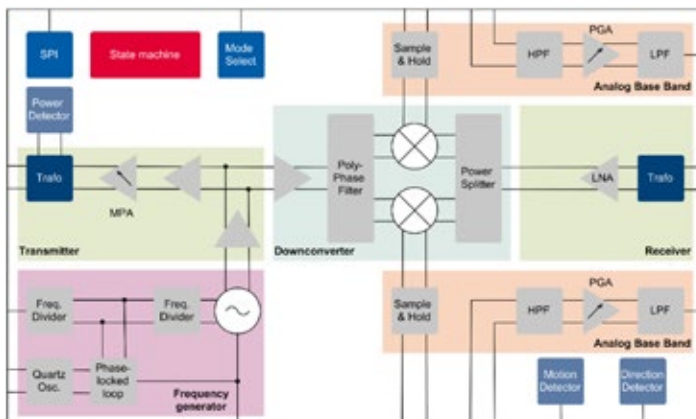 SPI
State machine
Mode
Select
Power
Detector
Sample
& Hold
HPF
PGA
LPF
Analog Base Band
Trafo
MPA
Transmitter
Poly-
Phase
Filter
Power
Splitter
Downconverter
LNA
Trafo
Receiver
Freq.
Divider
Freq.
Divider
Quartz
Osc.
Phase-
locked
loop
Frequency
generator
Sample
& Hold
HPF
PGA
LPF
Analog Base Band
Motion
Detector
Direction
Detector